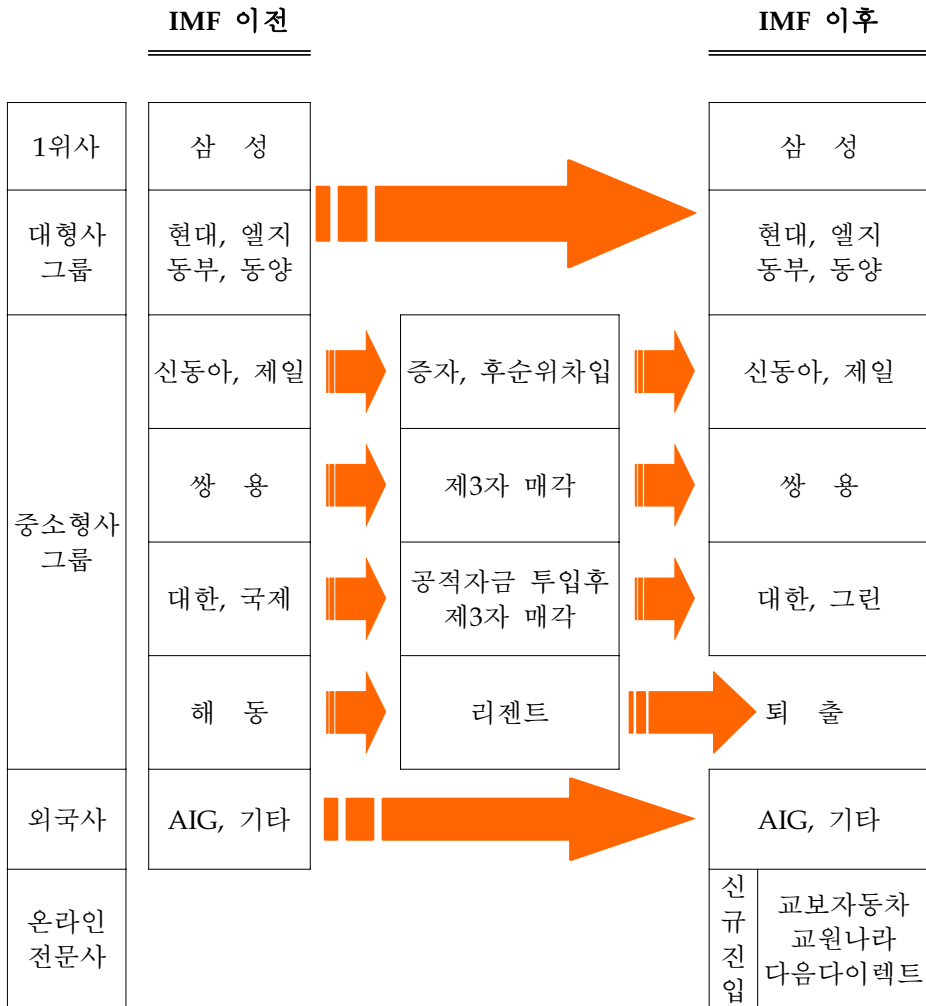 IMF 이전
IMF 이후
1위사
삼 성
삼 성
대형사
그룹
현대, 엘지
동부, 동양
현대, 엘지
동부, 동양
중소형사
그룹
신동아, 제일
증자, 후순위차입
신동아, 제일
쌍 용
제3자 매각
쌍 용
대한, 국제
공적자금 투입후
제3자 매각
대한, 그린
해 동
리젠트
퇴 출
외국사
AIG, 기타
AIG, 기타
온라인
전문사
신
규
진
입
교보자동차
교원나라
다음다이렉트